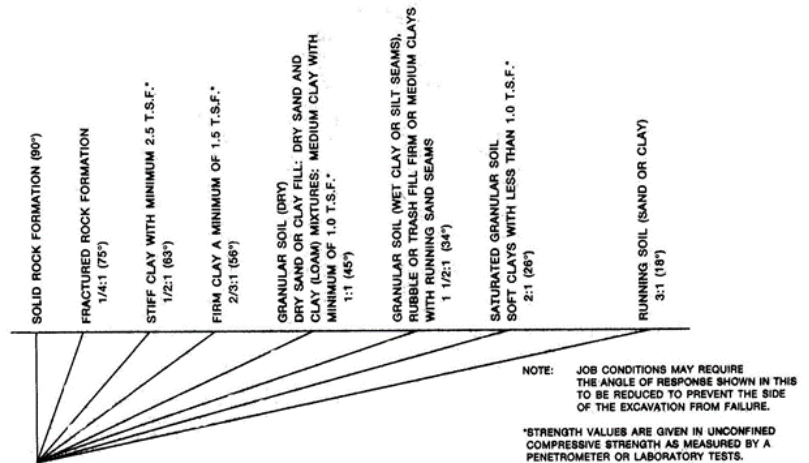 SOLID ROCK FORMATION (90°)
FRACTURED ROCK FORMATION
1/4:1 (75°)
STIFF CLAY WITH MINIMUM 2.5 T.S.F.*
1/2:1 (63°)
FIRM CLAY A MINIMUM OF 1.5 T.S.F.*
2/3:1 (56°)
GRANULAR SOIL (DRY)
DRY SAND OR CLAY FILL: DRY SAND AND
CLAY (LOAM) MIXTURES: MEDIUM CLAY WITH
MINIMUM OF 1.0 T.S.F.*
1:1 (45°)
GRANULAR SOIL (WET CLAY OR SILT SEAMS),
RUBBLE OR TRASH FILL FIRM OR MEDIUM CLAYS
WITH RUNNING SAND SEAMS
1 1/2:1 (34°)
SATURATED GRANULAR SOIL
SOFT CLAYS WITH LESS THAN 1.0 T.S.F.*
2:1 (26°)
RUNNING SOIL (SAND OR CLAY)
3:1 (18°)
NOTE: JOB CONDITIONS MAY REQUIRE
THE ANGLE OF RESPONSE SHOWN IN THIS
TO BE REDUCED TO PREVENT THE SIDE
OF THE EXCAVATION FROM FAILURE.
*STRENGTH VALUES ARE GIVEN IN UNCONFINED
COMPRESSIVE STRENGTH AS MEASURED BY A
PENETROMETER OR LABORATORY TESTS.